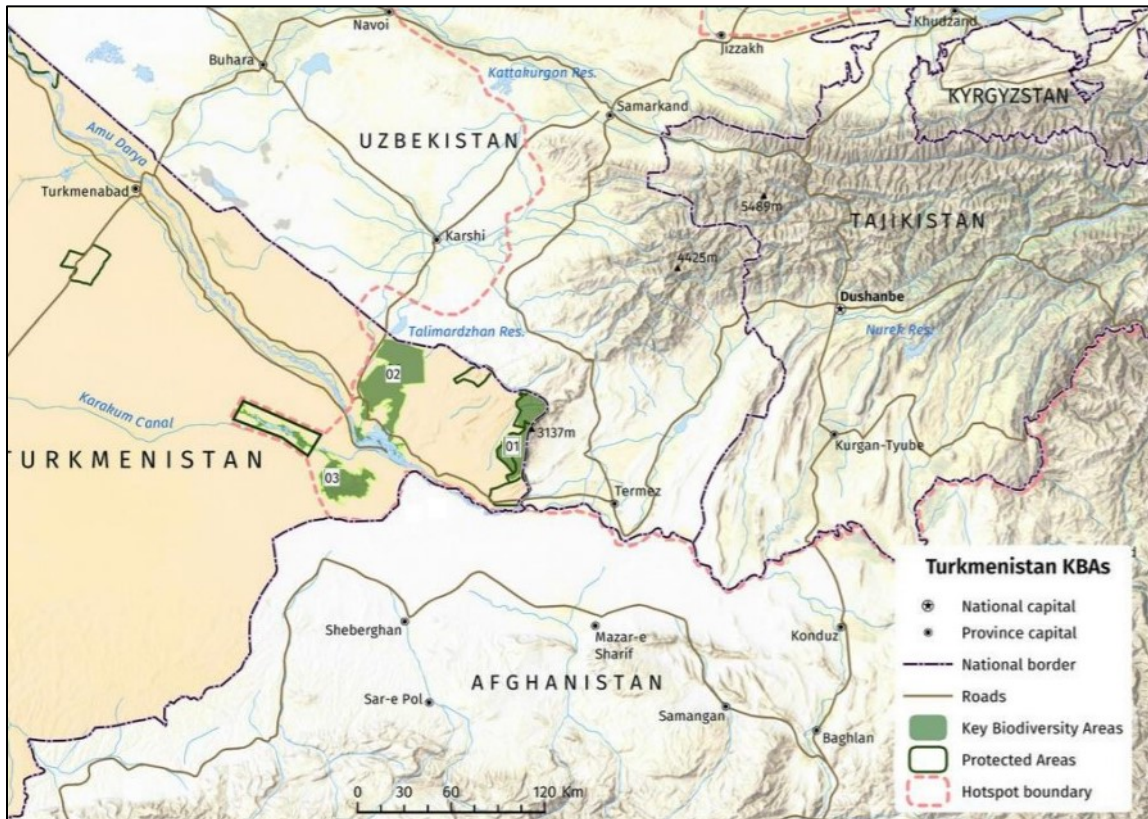 Navoi
Khudzand
Jizzakh
Buhara
Kattakurgon Res.
KYRGYZSTAN
Samarkand
UZBEKISTAN
Amu Darya
Turkmenabad
5489m
TAJIKISTAN
Karshi
4425m
Dushanbe
Talimardzhan Res.
Nurek Res.
02
Karakum Canal
3137m
01
Kurgan-Tyube
TURKMENISTAN
03
Termez
Turkmenistan KBAs
National capital
Province capital
National border
Roads
Key Biodiversity Areas
Protected Areas
Hotspot boundary
Sheberghan
Mazar-e
Sharif
Konduz
AFGHANISTAN
Sar-e Pol
Samangan
Baghlan
0 30 60 120 Km